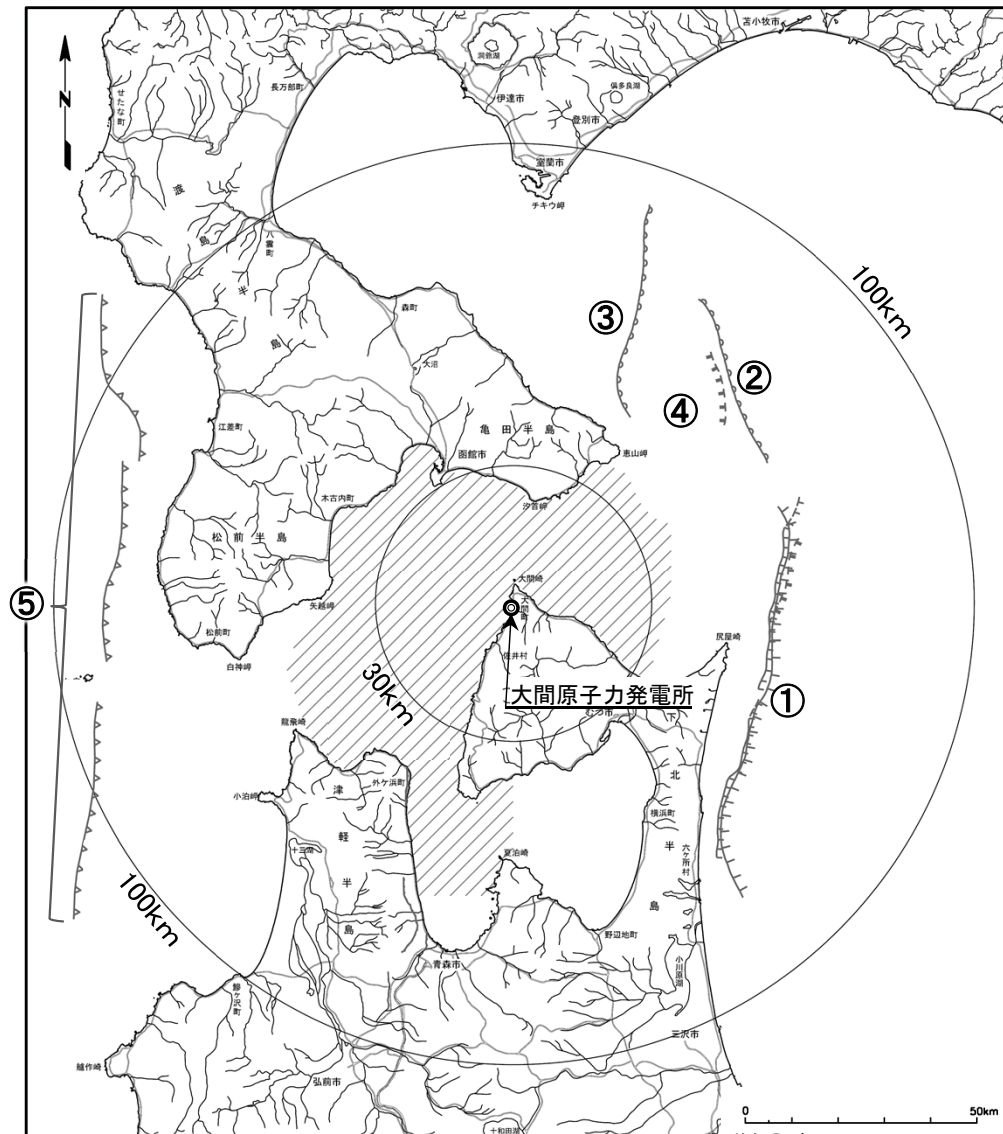 苫小牧市
洞爺湖
長万部町
せたな町
伊達市
倶多良湖
登別市
N
室蘭市
チキウ岬
渡島半島
八雲町
100km
森町
③
②
大沼
④
江差町
亀田半島
函館市
恵山岬
木古内町
汐首岬
松前半島
⑤
大間崎
大間町
矢越岬
松前町
白神岬
尻屋崎
佐井村
30km
大間原子力発電所
①
むつ市
龍飛崎
下北半島
外ケ浜町
小泊岬
津軽半島
横浜町
十三湖
六ケ所村
夏泊崎
100km
野辺地町
小川原湖
青森市
鰺ケ沢町
三沢市
艫作崎
弘前市
十和田湖
0
50km